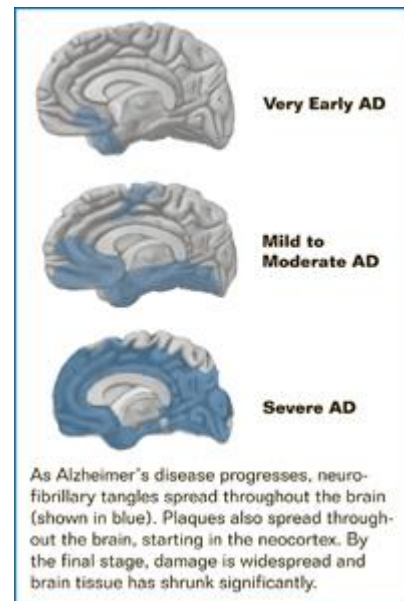 Very Early AD
Mild to
Moderate AD
Severe AD
As Alzheimer's disease progresses, neuro-
fibrillary tangles spread throughout the brain
(shown in blue). Plaques also spread through-
out the brain, starting in the neocortex. By
the final stage, damage is widespread and
brain tissue has shrunk significantly.